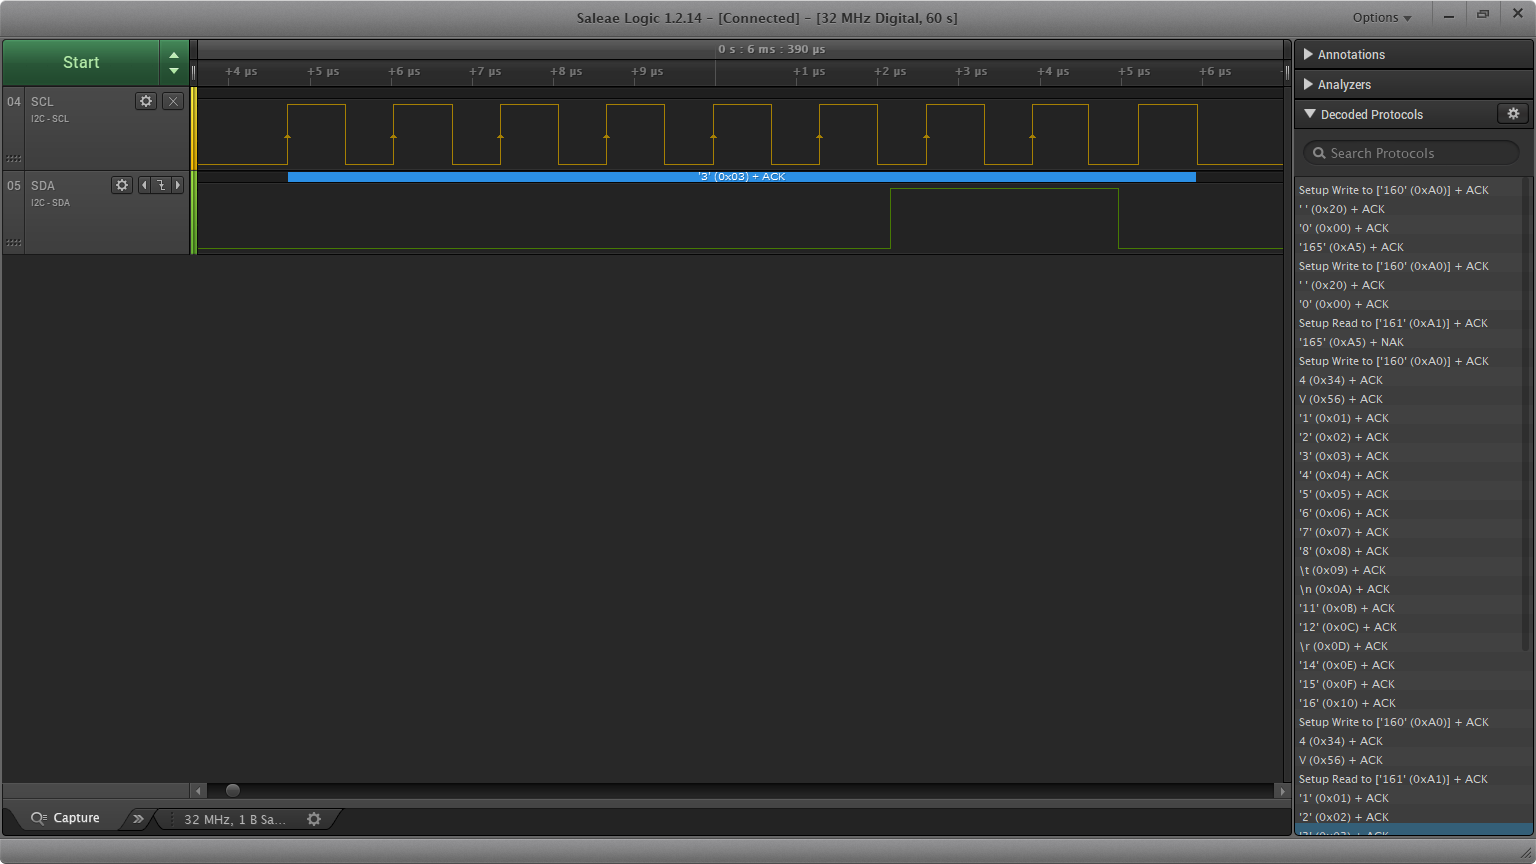 Saleae Logic 1.2.14 - [Connected] - [32 MHz Digital, 60 s]
Options
Start
0 s : 6 ms : 390 µs
+4 µs +5 µs +6 µs +7 µs +8 µs +9 µs +1 µs +2 µs +3 µs +4 µs +5 µs +6 µs
04 SCL
I2C - SCL
'3' (0x03) + ACK
05 SDA
I2C - SDA
Capture
32 MHz, 1 B Sa...
Annotations
Analyzers
Decoded Protocols
Search Protocols
Setup Write to ['160' (0xA0)] + ACK
' ' (0x20) + ACK
'0' (0x00) + ACK
'165' (0xA5) + ACK
Setup Write to ['160' (0xA0)] + ACK
' ' (0x20) + ACK
'0' (0x00) + ACK
Setup Read to ['161' (0xA1)] + ACK
'165' (0xA5) + NAK
Setup Write to ['160' (0xA0)] + ACK
4 (0x34) + ACK
V (0x56) + ACK
'1' (0x01) + ACK
'2' (0x02) + ACK
'3' (0x03) + ACK
'4' (0x04) + ACK
'5' (0x05) + ACK
'6' (0x06) + ACK
'7' (0x07) + ACK
'8' (0x08) + ACK
\t (0x09) + ACK
\n (0x0A) + ACK
'11' (0x0B) + ACK
'12' (0x0C) + ACK
\r (0x0D) + ACK
'14' (0x0E) + ACK
'15' (0x0F) + ACK
'16' (0x10) + ACK
Setup Write to ['160' (0xA0)] + ACK
4 (0x34) + ACK
V (0x56) + ACK
Setup Read to ['161' (0xA1)] + ACK
'1' (0x01) + ACK
'2' (0x02) + ACK